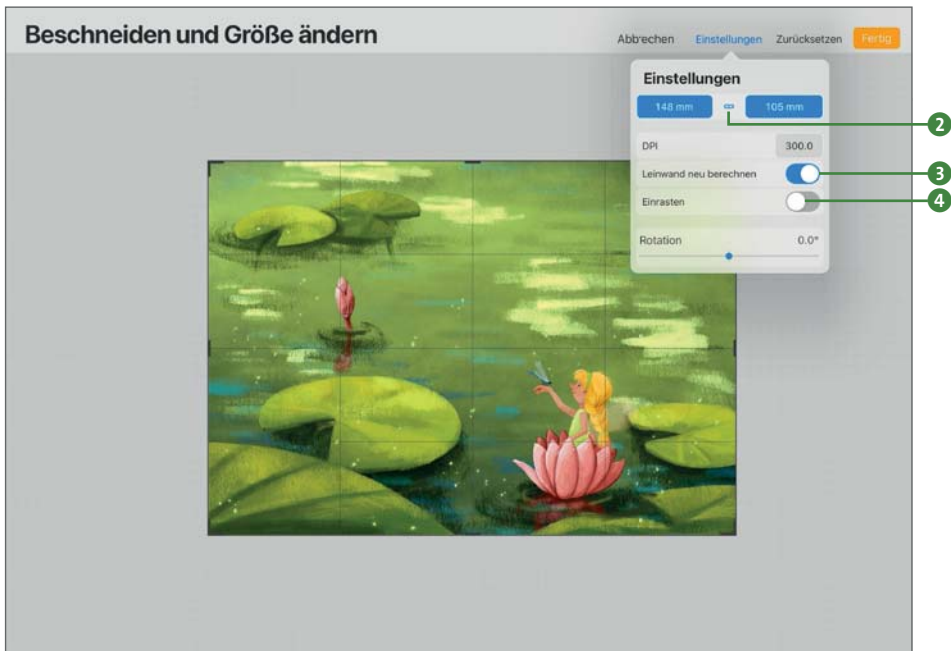 Beschneiden und Größe ändern
Abbrechen Einstellungen Zurücksetzen Fertig
Einstellungen
148 mm 105 mm
2
DPI 300.0
Leinwand neu berechnen
3
Einrasten
4
Rotation 0.0°